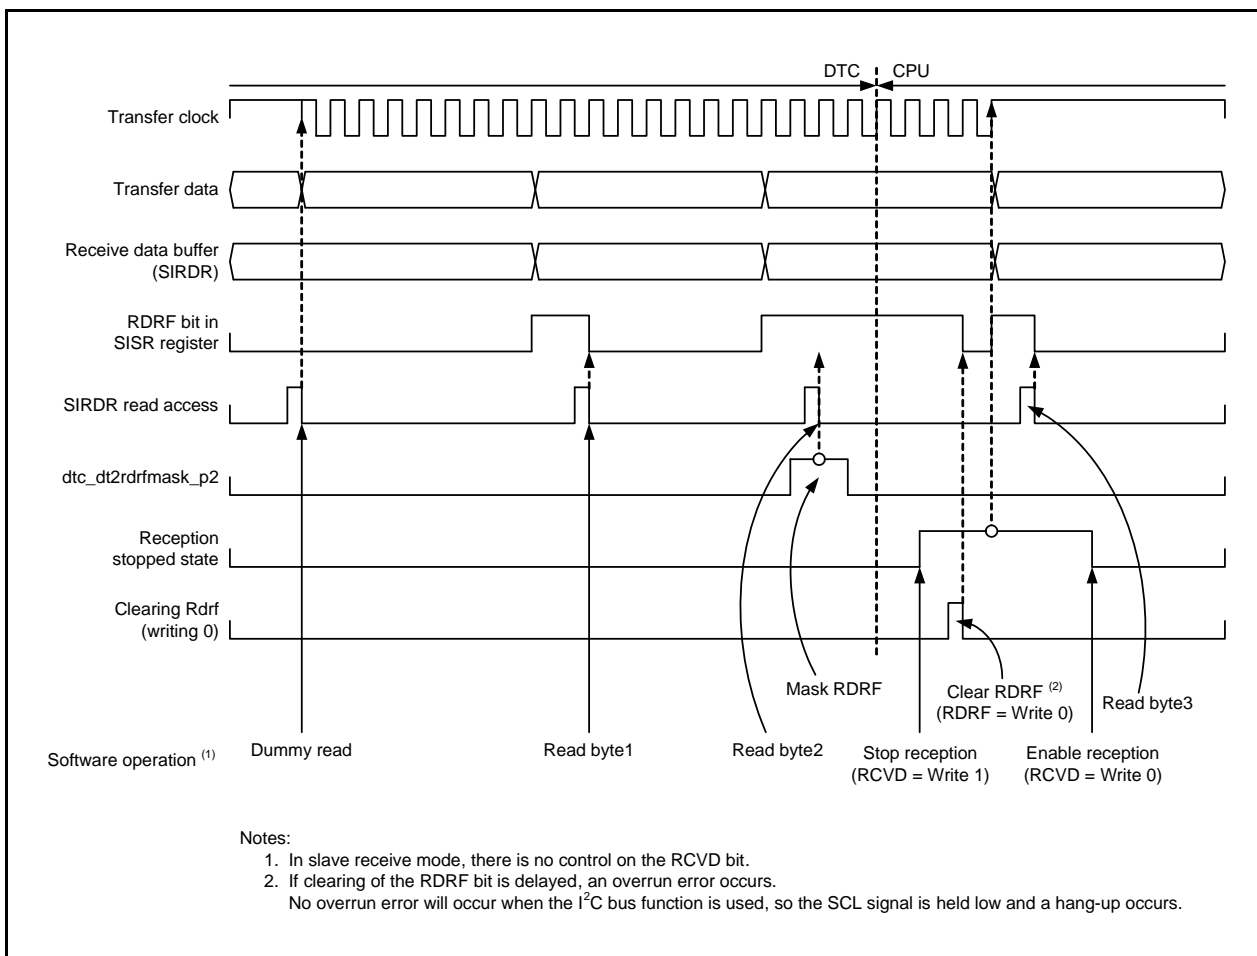 DTC CPU
Transfer clock
Transfer data
Receive data buffer
(SIRDR)
RDRF bit in
SISR register
SIRDR read access
dtc_dt2rdrfmask_p2
Reception
stopped state
Clearing Rdrf
(writing 0)
Mask RDRF
Clear RDRF (2)
(RDRF = Write 0)
Read byte3
Software operation (1)
Dummy read
Read byte1
Read byte2
Stop reception
(RCVD = Write 1)
Enable reception
(RCVD = Write 0)
Notes:
1. In slave receive mode, there is no control on the RCVD bit.
2. If clearing of the RDRF bit is delayed, an overrun error occurs.
No overrun error will occur when the I2C bus function is used, so the SCL signal is held low and a hang-up occurs.